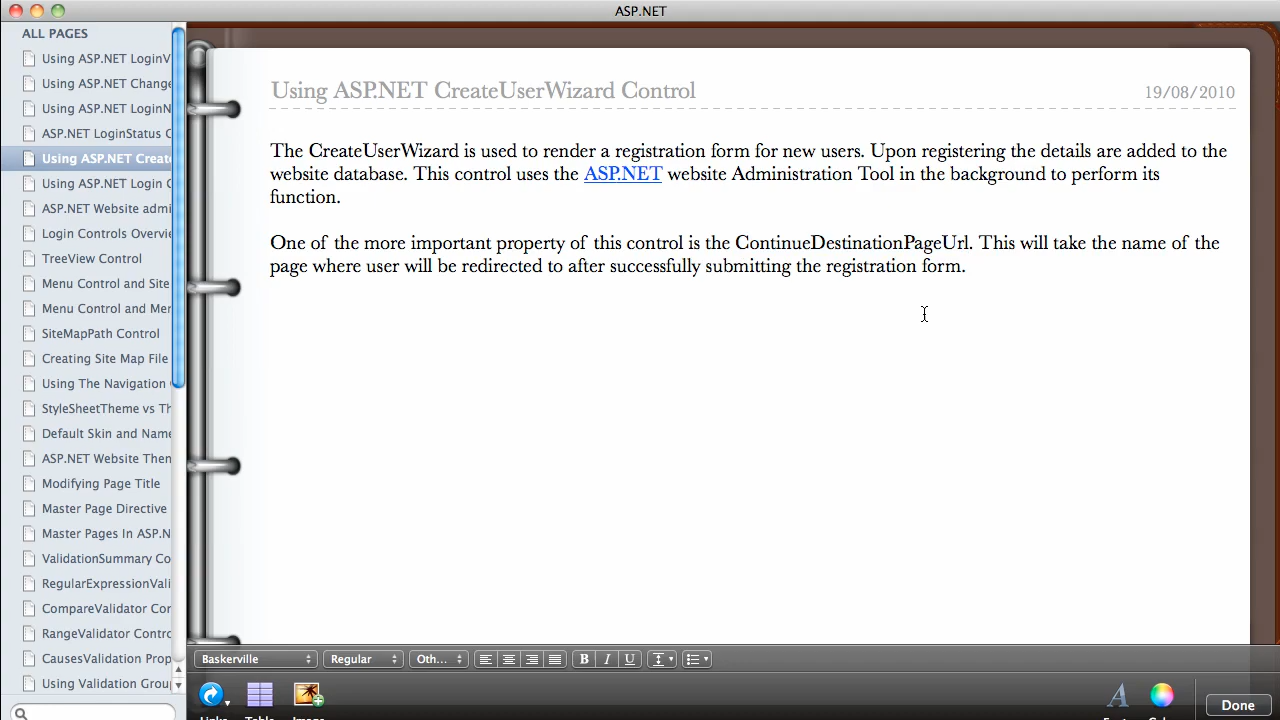 ASP.NET
ALL PAGES
Using ASP.NET LoginV
Using ASP.NET Change
Using ASP.NET LoginN
ASP.NET LoginStatus C
Using ASP.NET Create
Using ASP.NET Login C
ASP.NET Website admi
Login Controls Overvie
TreeView Control
Menu Control and Site
Menu Control and Mer
SiteMapPath Control
Creating Site Map File
Using The Navigation
StyleSheetTheme vs Th
Default Skin and Name
ASP.NET Website Then
Modifying Page Title
Master Page Directive
Master Pages In ASP.N
ValidationSummary Co
RegularExpressionVali
CompareValidator Cor
RangeValidator Contro
CausesValidation Prop
Using Validation Grou
Using ASP.NET CreateUserWizard Control
19/08/2010
The CreateUserWizard is used to render a registration form for new users. Upon registering the details are added to the
website database. This control uses the ASP.NET website Administration Tool in the background to perform its
function.
One of the more important property of this control is the ContinueDestinationPageUrl. This will take the name of the
page where user will be redirected to after successfully submitting the registration form.
Baskerville
Regular
Oth...
B I U
A
Done